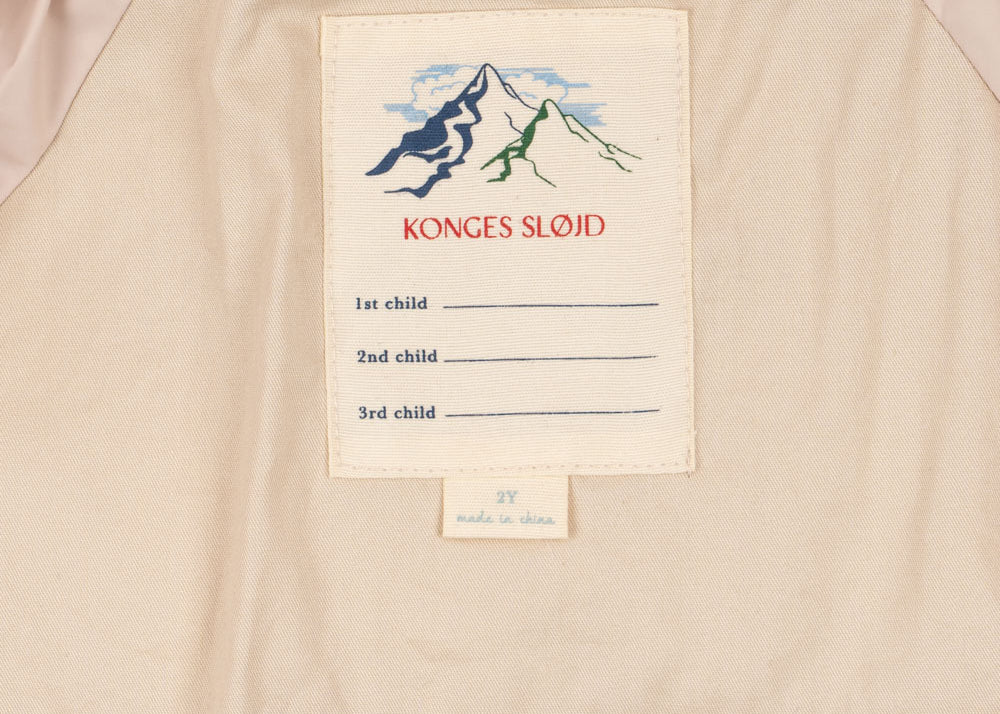 KONGES SLØJD
1st child
2nd child
3rd child
2Y
made in china